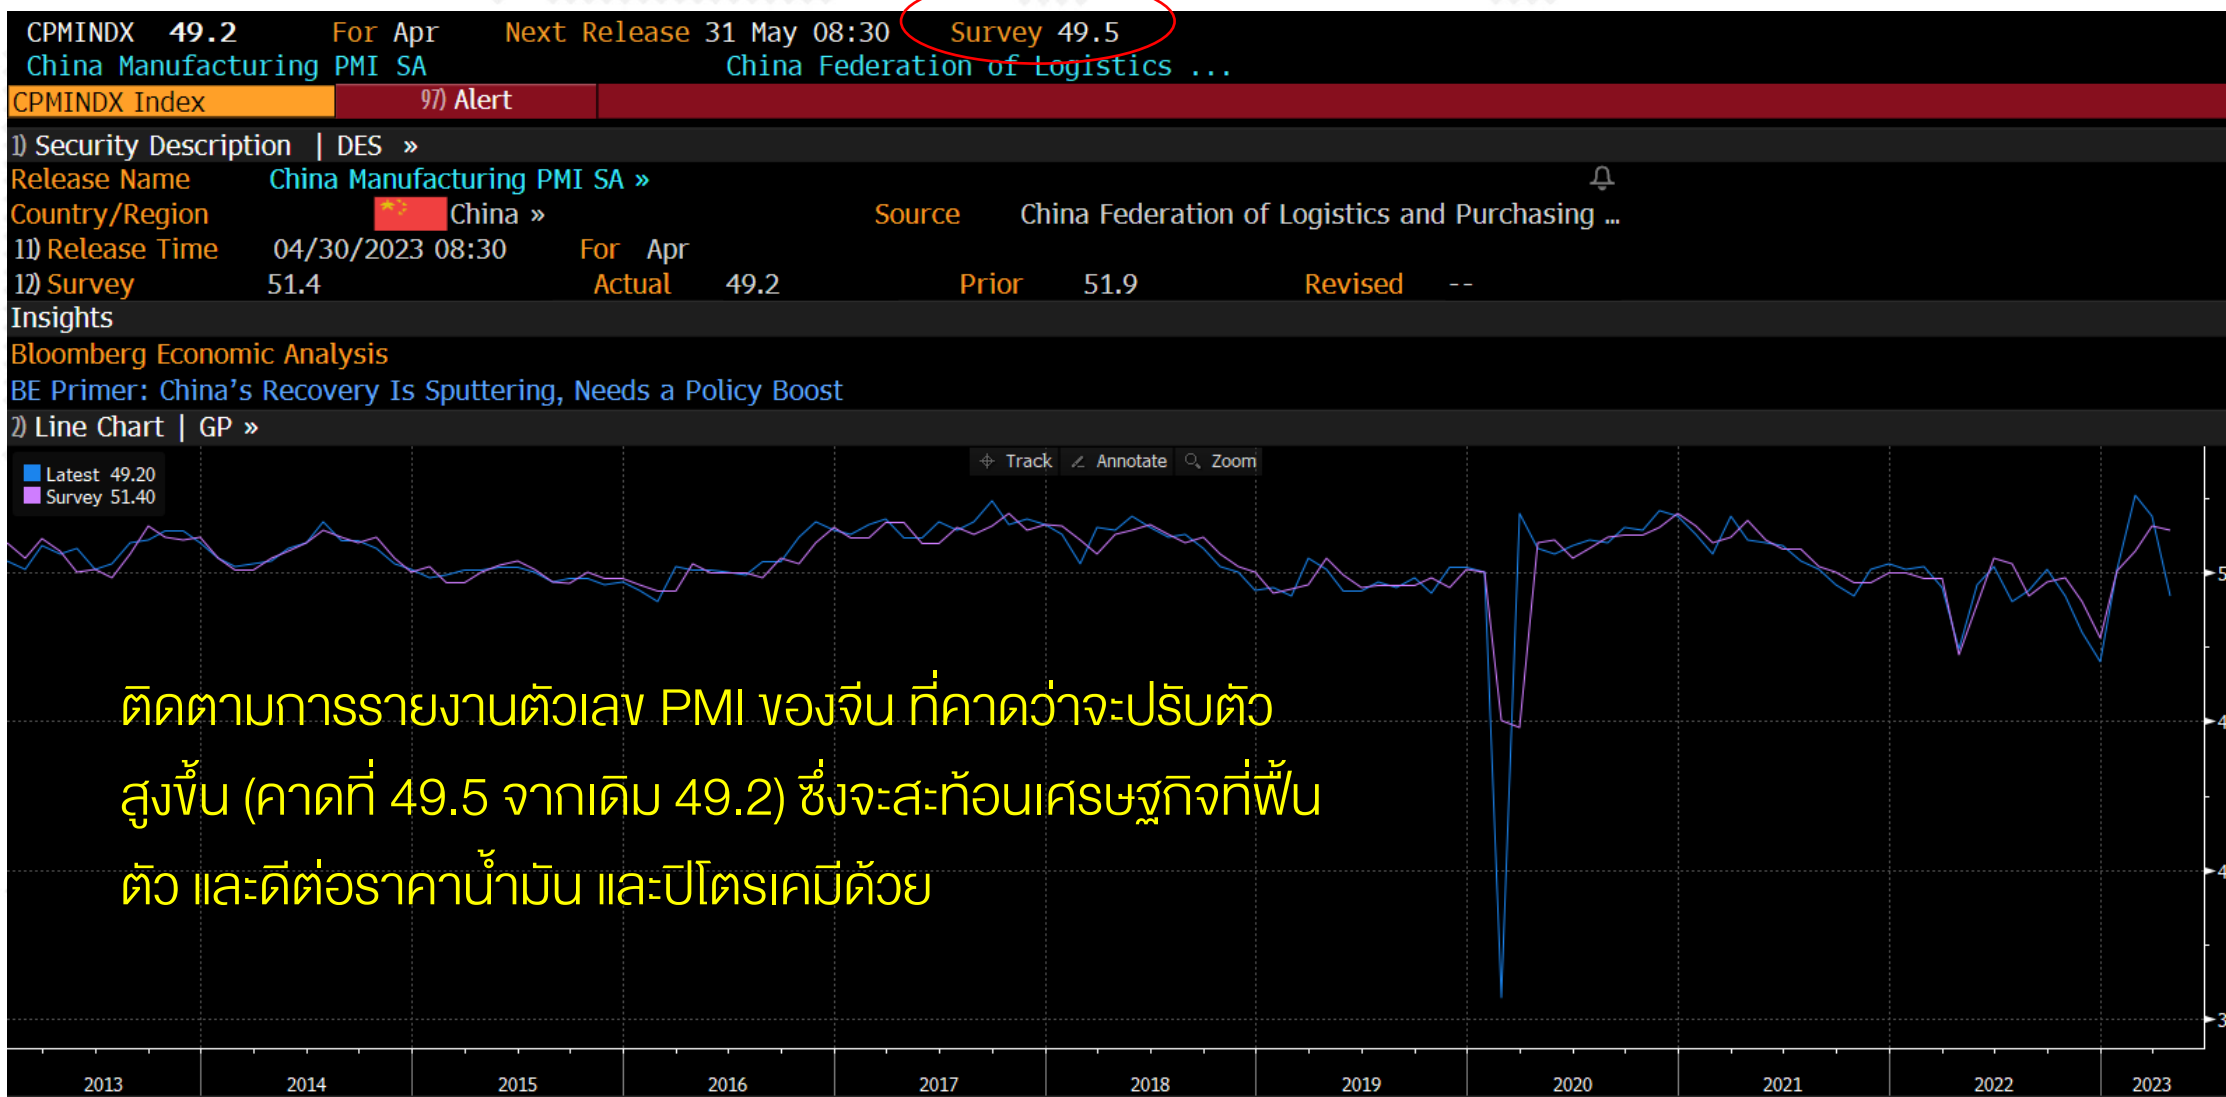 CPMINDX 49.2 For Apr Next Release 31 May 08:30 Survey 49.5
China Manufacturing PMI SA China Federation of Logistics ...
CPMINDX Index 97) Alert
1) Security Description | DES »
Release Name China Manufacturing PMI SA »
Country/Region China » Source China Federation of Logistics and Purchasing ...
11) Release Time 04/30/2023 08:30 For Apr
12) Survey 51.4 Actual 49.2 Prior 51.9 Revised --
Insights
Bloomberg Economic Analysis
BE Primer: China's Recovery Is Sputtering, Needs a Policy Boost
2) Line Chart | GP »
Track Annotate Zoom
Latest 49.20
Survey 51.40
ติดตามการรายงานตัวเลข PMI ของจีน ที่คาดว่าจะปรับตัว
สูงขึ้น (คาดที่ 49.5 จากเดิม 49.2) ซึ่งจะสะท้อนเศรษฐกิจที่ฟื้น
ตัว และดีต่อราคาน้ำมัน และปิโตรเคมีด้วย
2013 2014 2015 2016 2017 2018 2019 2020 2021 2022 2023